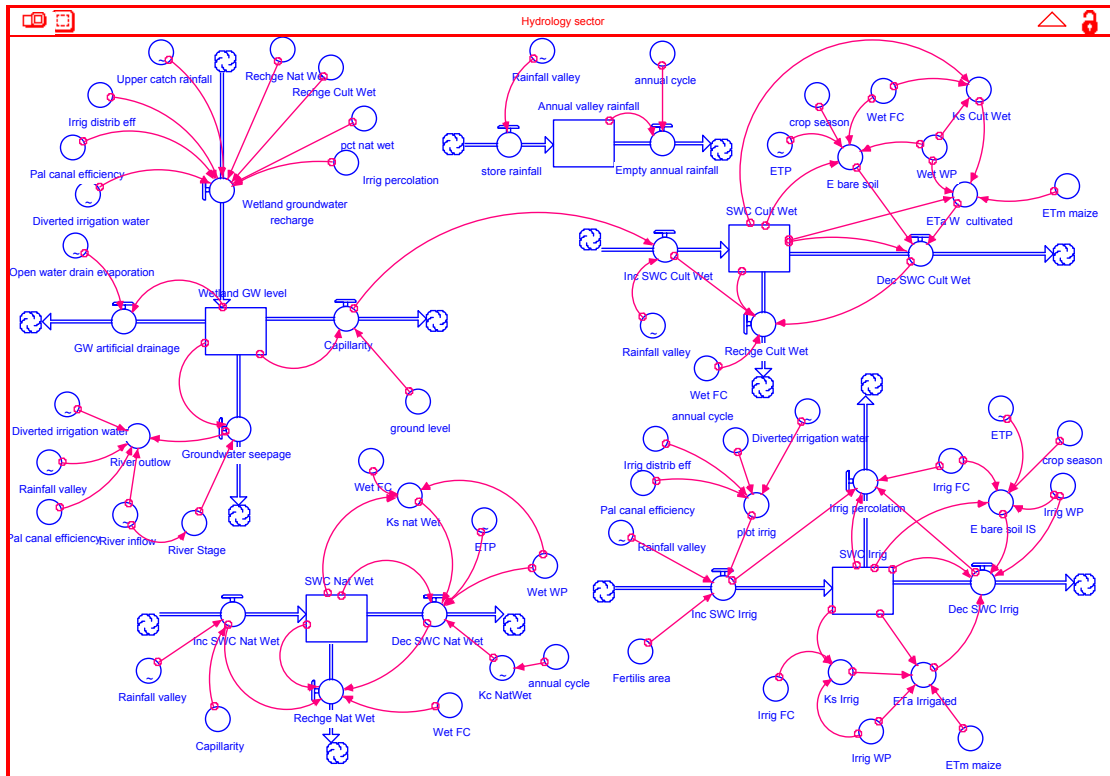 Hydrology sector
Upper catch rainfall
Rechge Nat Wet
Rechge Cult Wet
Irrig distrib eff
pct nat wet
Pal canal efficiency
Irrig percolation
Diverted irrigation water
Wetland groundwater
recharge
Open water drain evaporation
Wetland GW level
GW artificial drainage
Capillarity
ground level
Diverted irrigation water
River outlow
Groundwater seepage
Rainfall valley
Pal canal efficiency
River inflow
River Stage
Rainfall valley
annual cycle
Annual valley rainfall
store rainfall
Empty annual rainfall
crop season
Wet FC
Ks Cult Wet
ETP
E bare soil
Wet WP
ETa W cultivated
ETm maize
SWC Cult Wet
Inc SWC Cult Wet
Dec SWC Cult Wet
Rainfall valley
Rechge Cult Wet
Wet FC
Wet FC
Ks nat Wet
ETP
Wet WP
SWC Nat Wet
Inc SWC Nat Wet
Dec SWC Nat Wet
Rainfall valley
Kc NatWet
annual cycle
Rechge Nat Wet
Wet FC
Capillarity
annual cycle
Diverted irrigation water
Irrig distrib eff
Pal canal efficiency
plot irrig
Rainfall valley
Irrig percolation
Irrig FC
ETP
crop season
Irrig WP
E bare soil IS
SWC Irrig
Inc SWC Irrig
Dec SWC Irrig
Fertilis area
Irrig FC
Ks Irrig
ETa Irrigated
Irrig WP
ETm maize